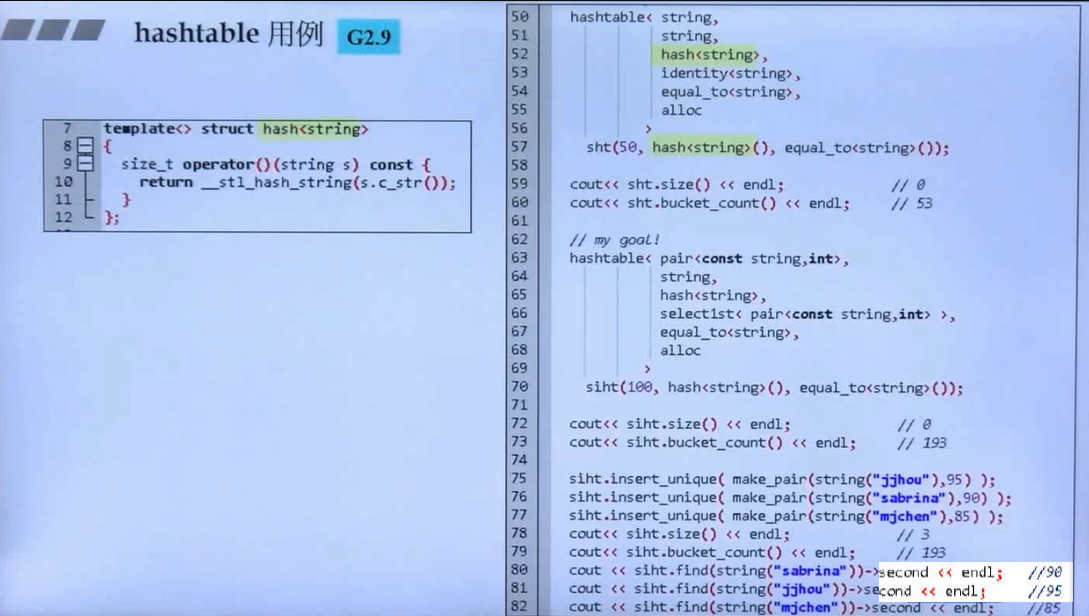 hashtable 用例 G2.9
7 template<> struct hash<string>
8 {
9 size_t operator()(string s) const {
10 return __stl_hash_string(s.c_str());
11 }
12 };
50 hashtable< string,
51 string,
52 hash<string>,
53 identity<string>,
54 equal_to<string>,
55 alloc
56 >
57 sht(50, hash<string>(), equal_to<string>());
58
59 cout<< sht.size() << endl; // 0
60 cout<< sht.bucket_count() << endl; // 53
61
62 // my goal!
63 hashtable< pair<const string,int>,
64 string,
65 hash<string>,
66 select1st< pair<const string,int> >,
67 equal_to<string>,
68 alloc
69 >
70 siht(100, hash<string>(), equal_to<string>());
71
72 cout<< siht.size() << endl; // 0
73 cout<< siht.bucket_count() << endl; // 193
74
75 siht.insert_unique( make_pair(string("jjhou"),95) );
76 siht.insert_unique( make_pair(string("sabrina"),90) );
77 siht.insert_unique( make_pair(string("mjchen"),85) );
78 cout<< siht.size() << endl; // 3
79 cout<< siht.bucket_count() << endl; // 193
80 cout << siht.find(string("sabrina"))->second << endl; //90
81 cout << siht.find(string("jjhou"))->second << endl; //95
82 cout << siht.find(string("mjchen"))->second << endl; //85